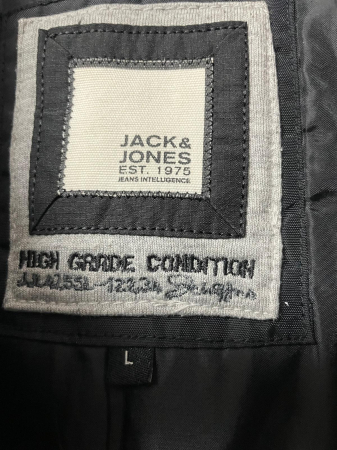 JACK&
JONES
EST. 1975
JEANS INTELLIGENCE
HIGH GRADE CONDITION
L